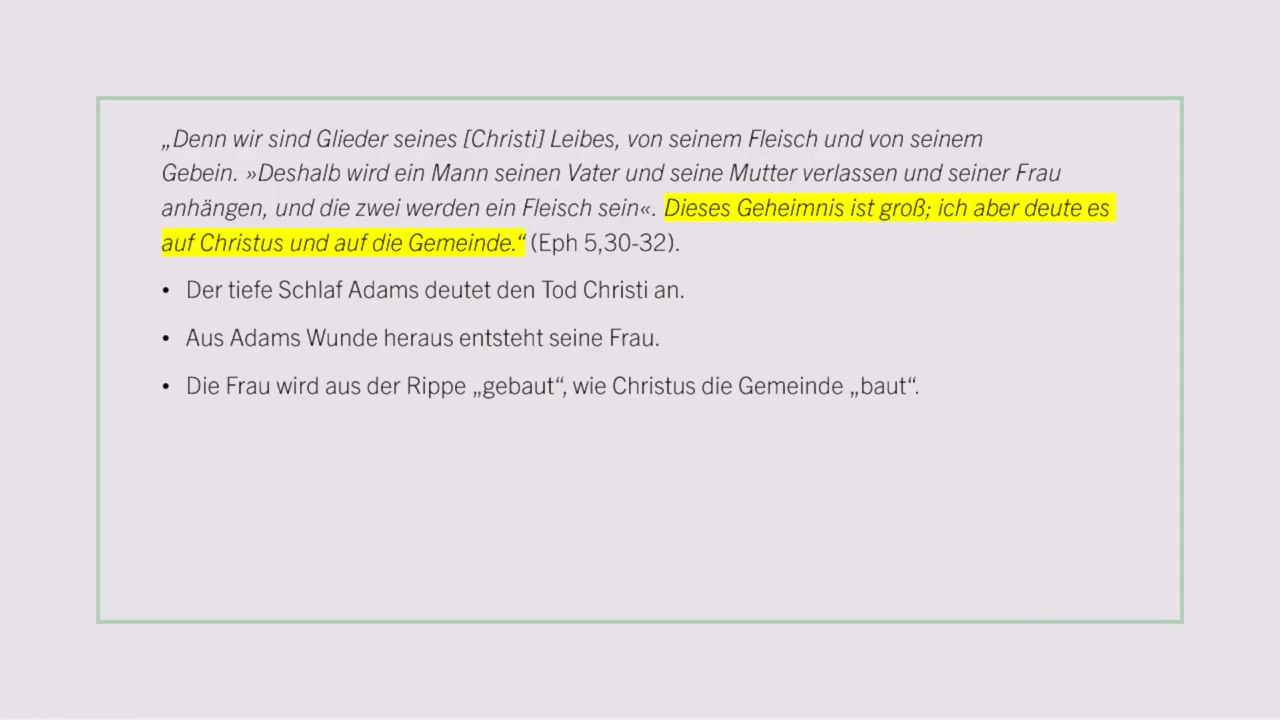 „Denn wir sind Glieder seines [Christi] Leibes, von seinem Fleisch und von seinem
Gebein. »Deshalb wird ein Mann seinen Vater und seine Mutter verlassen und seiner Frau
anhängen, und die zwei werden ein Fleisch sein«. Dieses Geheimnis ist groß; ich aber deute es
auf Christus und auf die Gemeinde.“ (Eph 5,30-32).
• Der tiefe Schlaf Adams deutet den Tod Christi an.
• Aus Adams Wunde heraus entsteht seine Frau.
• Die Frau wird aus der Rippe „gebaut“, wie Christus die Gemeinde „baut“.